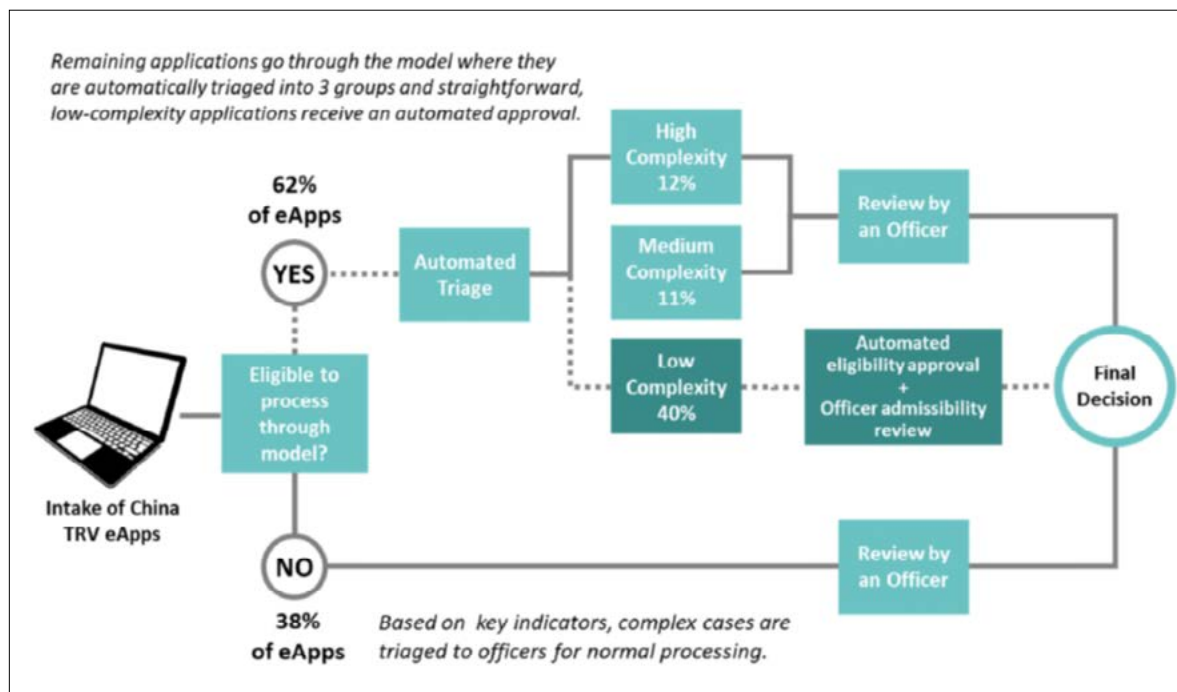 Remaining applications go through the model where they
are automatically triaged into 3 groups and straightforward,
low-complexity applications receive an automated approval.
62%
of eApps
YES
Automated
Triage
High
Complexity
12%
Medium
Complexity
11%
Low
Complexity
40%
Review by
an Officer
Automated
eligibility approval
+
Officer admissibility
review
Final
Decision
Eligible to
process
through
model?
Intake of China
TRV eApps
NO
38%
of eApps
Based on key indicators, complex cases are
triaged to officers for normal processing.
Review by
an Officer